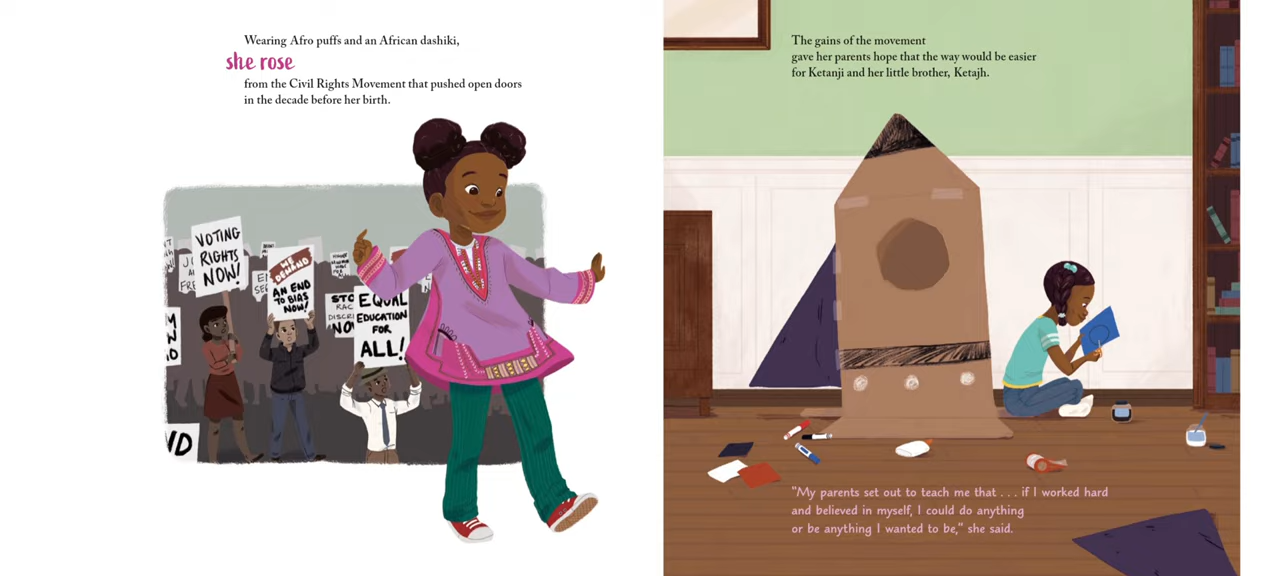 Wearing Afro puffs and an African dashiki,
she rose
from the Civil Rights Movement that pushed open doors
in the decade before her birth.
VOTING
RIGHTS
NOW!
WE
DEMAND
AN END
TO BIAS
NOW!
EQUAL
EDUCATION
FOR
ALL!
The gains of the movement
gave her parents hope that the way would be easier
for Ketanji and her little brother, Ketajh.
"My parents set out to teach me that . . . if I worked hard
and believed in myself, I could do anything
or be anything I wanted to be," she said.